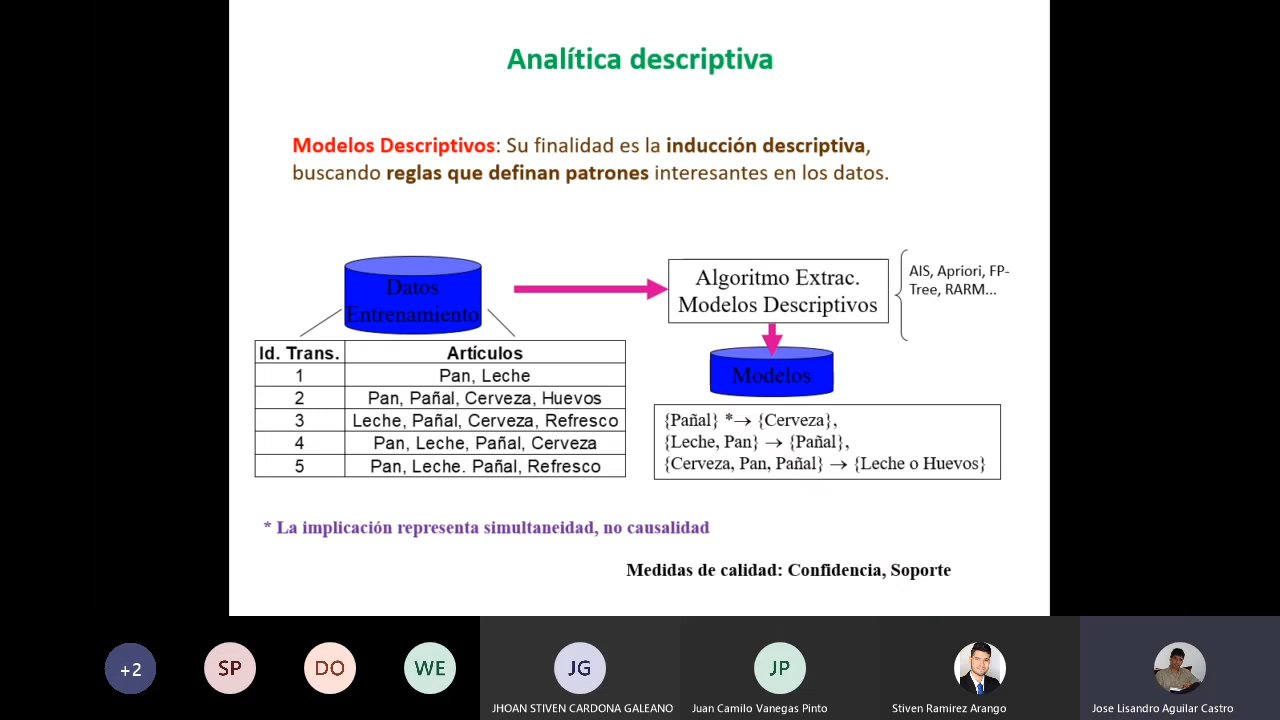 Analítica descriptiva
Modelos Descriptivos: Su finalidad es la inducción descriptiva,
buscando reglas que definan patrones interesantes en los datos.
Datos
Entrenamiento
Algoritmo Extrac.
Modelos Descriptivos
AIS, Apriori, FP-
Tree, RARM...
Id. Trans. Artículos
1 Pan, Leche
2 Pan, Pañal, Cerveza, Huevos
3 Leche, Pañal, Cerveza, Refresco
4 Pan, Leche, Pañal, Cerveza
5 Pan, Leche. Pañal, Refresco
Modelos
{Pañal} *→ {Cerveza},
{Leche, Pan} → {Pañal},
{Cerveza, Pan, Pañal} → {Leche o Huevos}
* La implicación representa simultaneidad, no causalidad
Medidas de calidad: Confidencia, Soporte
+2
SP
DO
WE
JG
JP
JHOAN STIVEN CARDONA GALEANO
Juan Camilo Vanegas Pinto
Stiven Ramirez Arango
Jose Lisandro Aguilar Castro